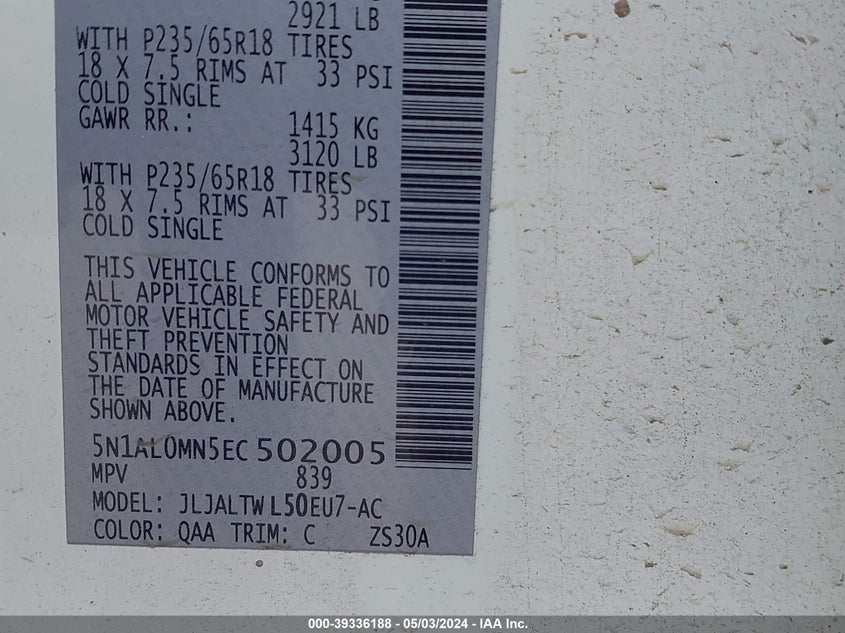 2921 LB
WITH P235/65R18 TIRES
18 X 7.5 RIMS AT 33 PSI
COLD SINGLE
GAWR RR.: 1415 KG
3120 LB
WITH P235/65R18 TIRES
18 X 7.5 RIMS AT 33 PSI
COLD SINGLE
THIS VEHICLE CONFORMS TO
ALL APPLICABLE FEDERAL
MOTOR VEHICLE SAFETY AND
THEFT PREVENTION
STANDARDS IN EFFECT ON
THE DATE OF MANUFACTURE
SHOWN ABOVE.
5N1AL0MN5EC502005
MPV 839
MODEL: JLJALTWL50EU7-AC
COLOR: QAA TRIM: C ZS30A
000-39336188 - 05/03/2024 - IAA Inc.